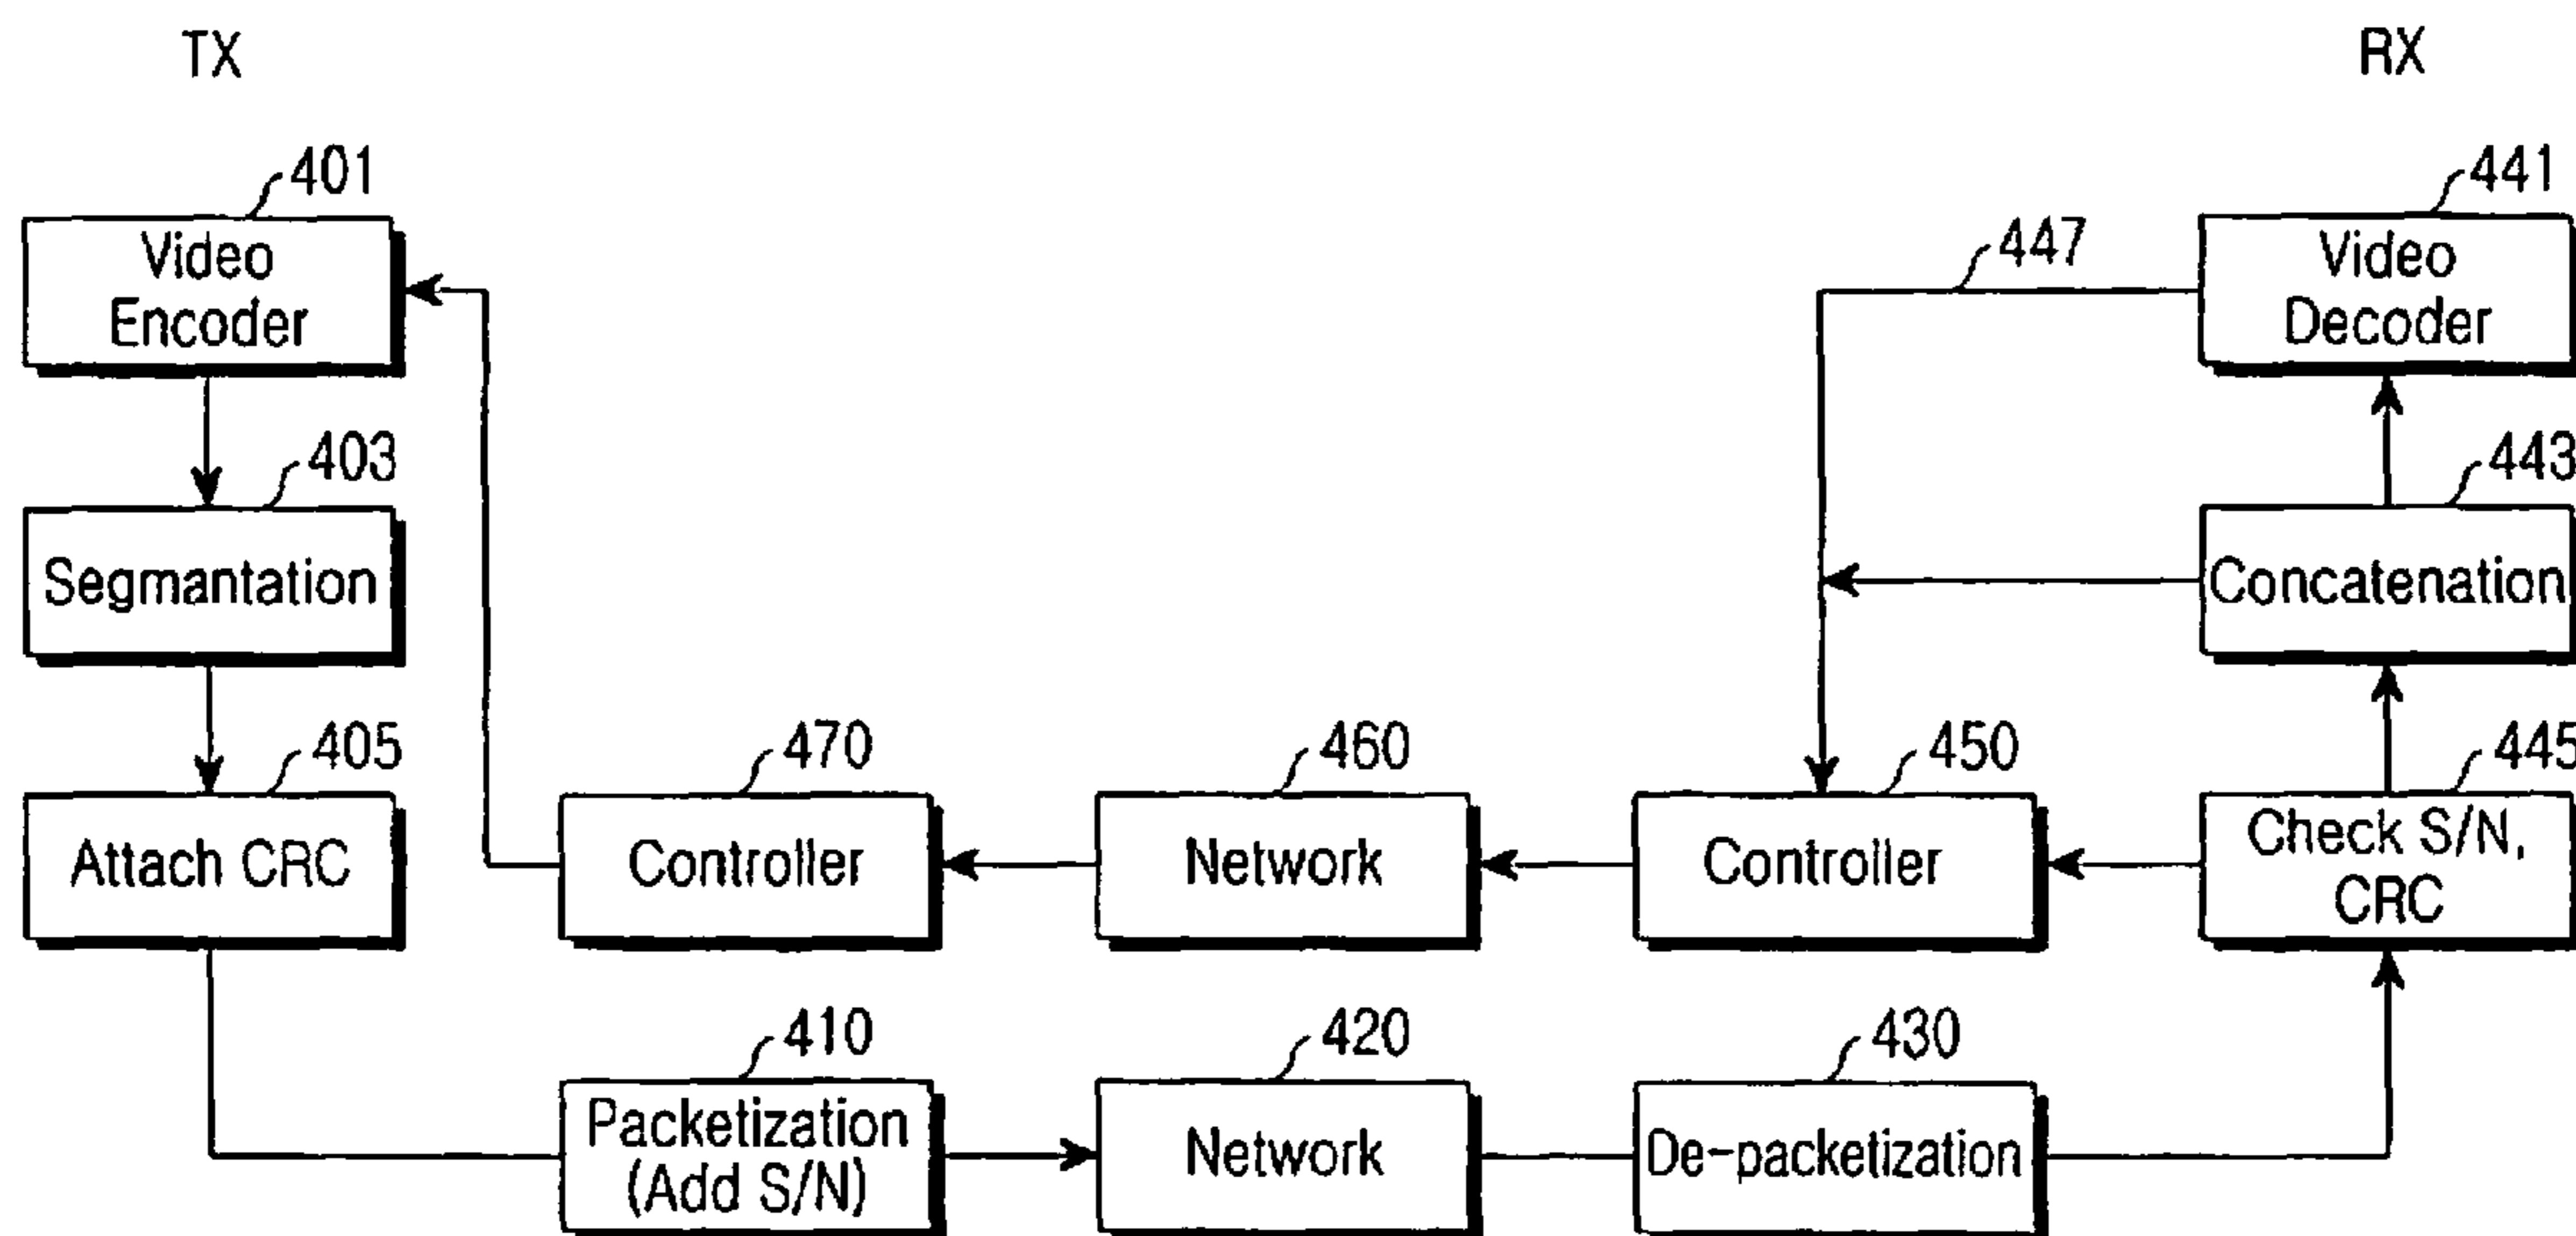 TX
RX
401
Video
Encoder
441
Video
Decoder
447
403
Segmantation
443
Concatenation
405
Attach CRC
470
Controller
460
Network
450
Controller
445
Check S/N,
CRC
410
Packetization
(Add S/N)
420
Network
430
De-packetization